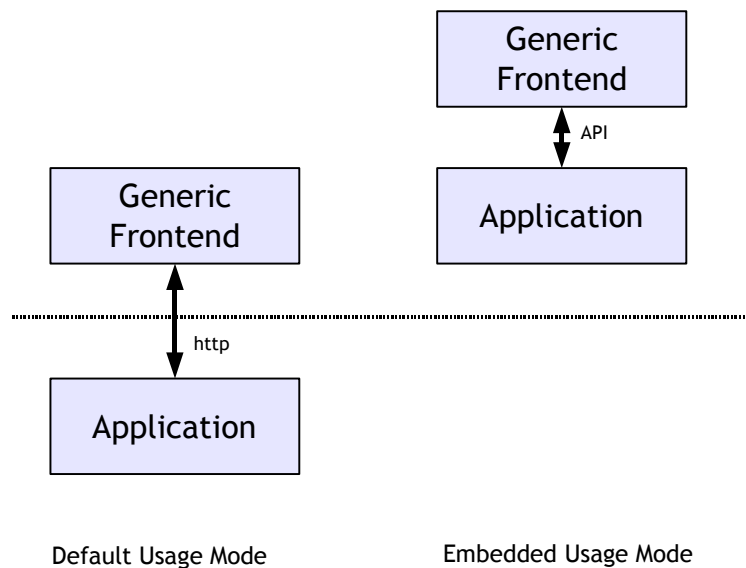 Generic
Frontend
API
Application
Generic
Frontend
http
Application
Default Usage Mode
Embedded Usage Mode